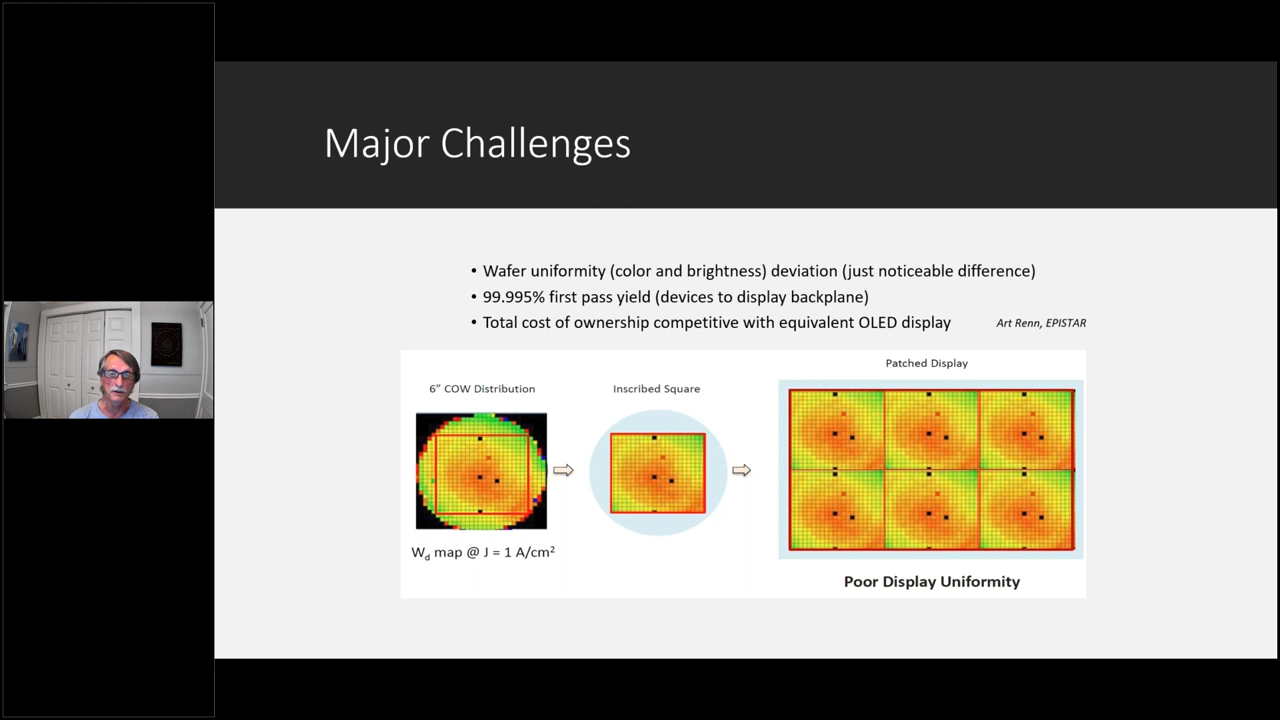 Major Challenges
• Wafer uniformity (color and brightness) deviation (just noticeable difference)
• 99.995% first pass yield (devices to display backplane)
• Total cost of ownership competitive with equivalent OLED display
Art Renn, EPISTAR
Patched Display
6” COW Distribution
Inscribed Square
Wd map @ J = 1 A/cm²
Poor Display Uniformity